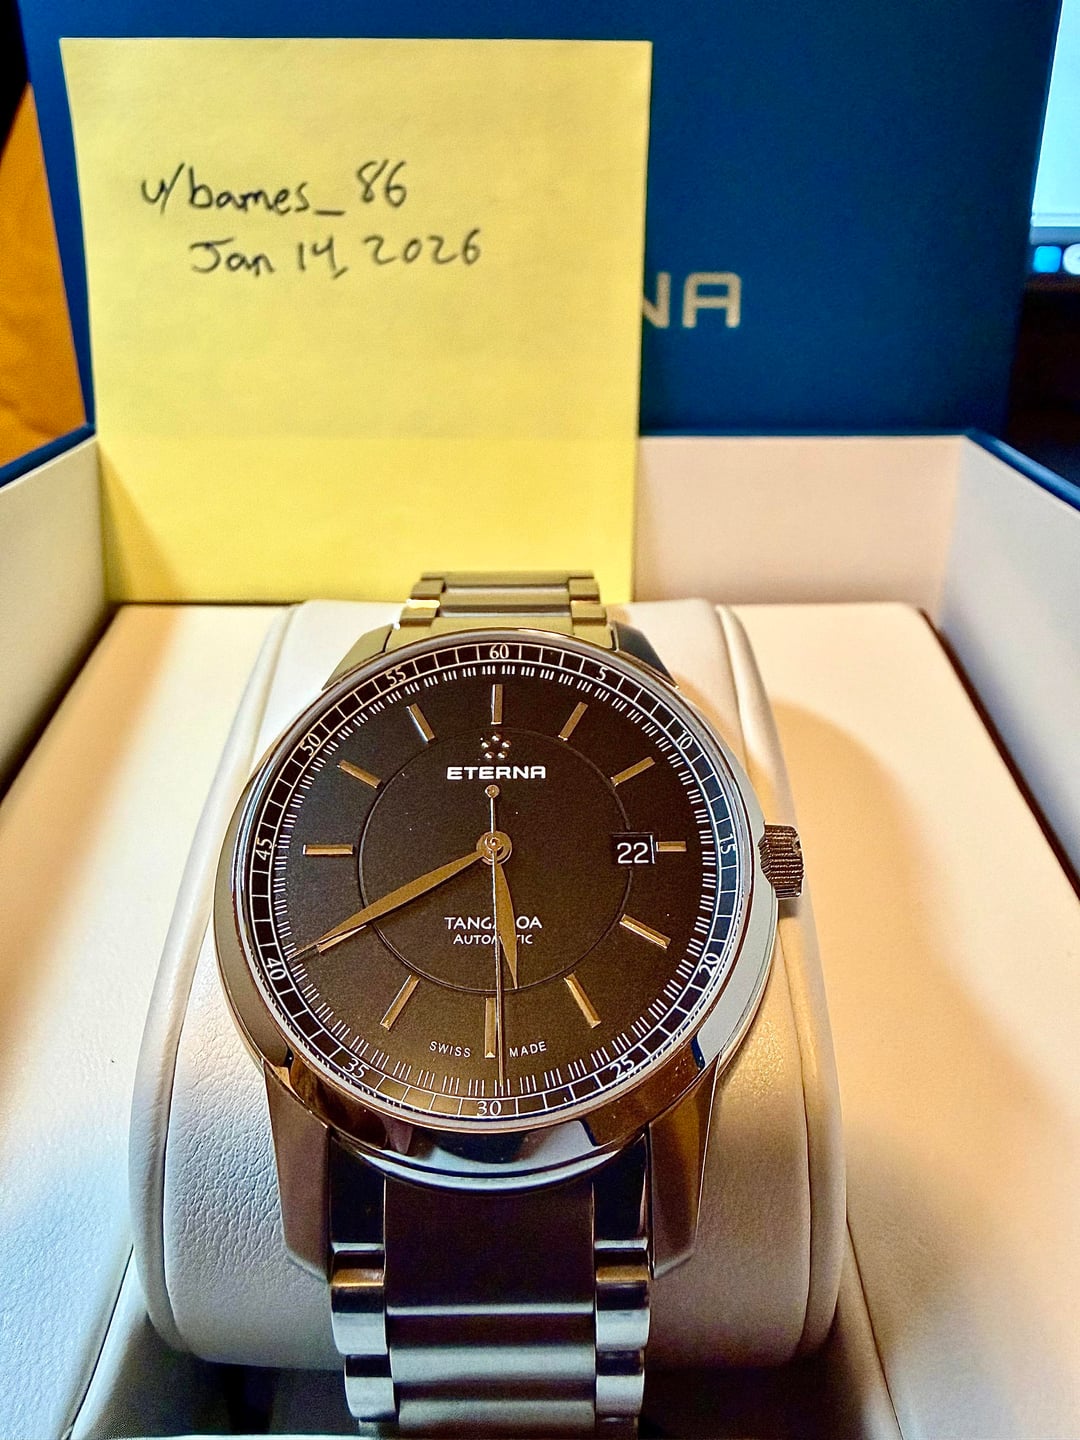 u/bames_86
Jan 14, 2026
NA
60
5
10
15
20
25
30
35
40
45
50
55
ETERNA
22
TANGAROA
AUTOMATIC
SWISS MADE